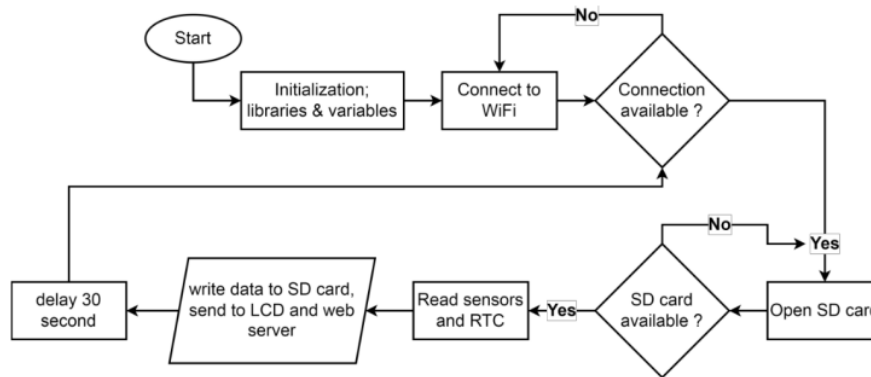 Start
Initialization;
libraries & variables
Connect to
WiFi
No
Connection
available ?
Yes
Open SD card
No
SD card
available ?
Yes
Read sensors
and RTC
write data to SD card,
send to LCD and web
server
delay 30
second